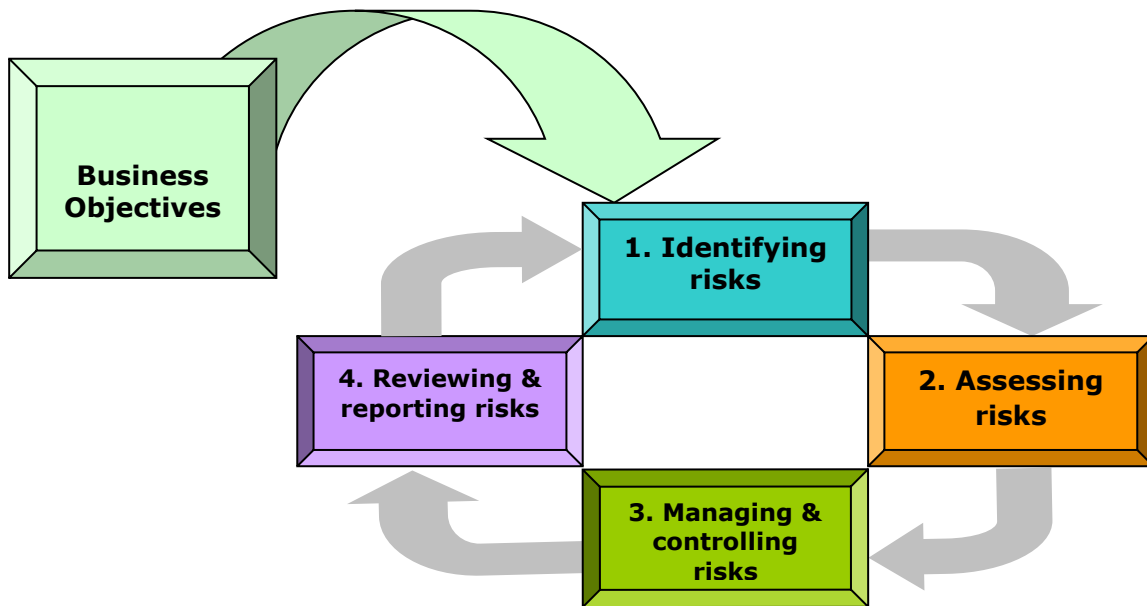 Business
Objectives
1. Identifying
risks
2. Assessing
risks
3. Managing &
controlling
risks
4. Reviewing &
reporting risks